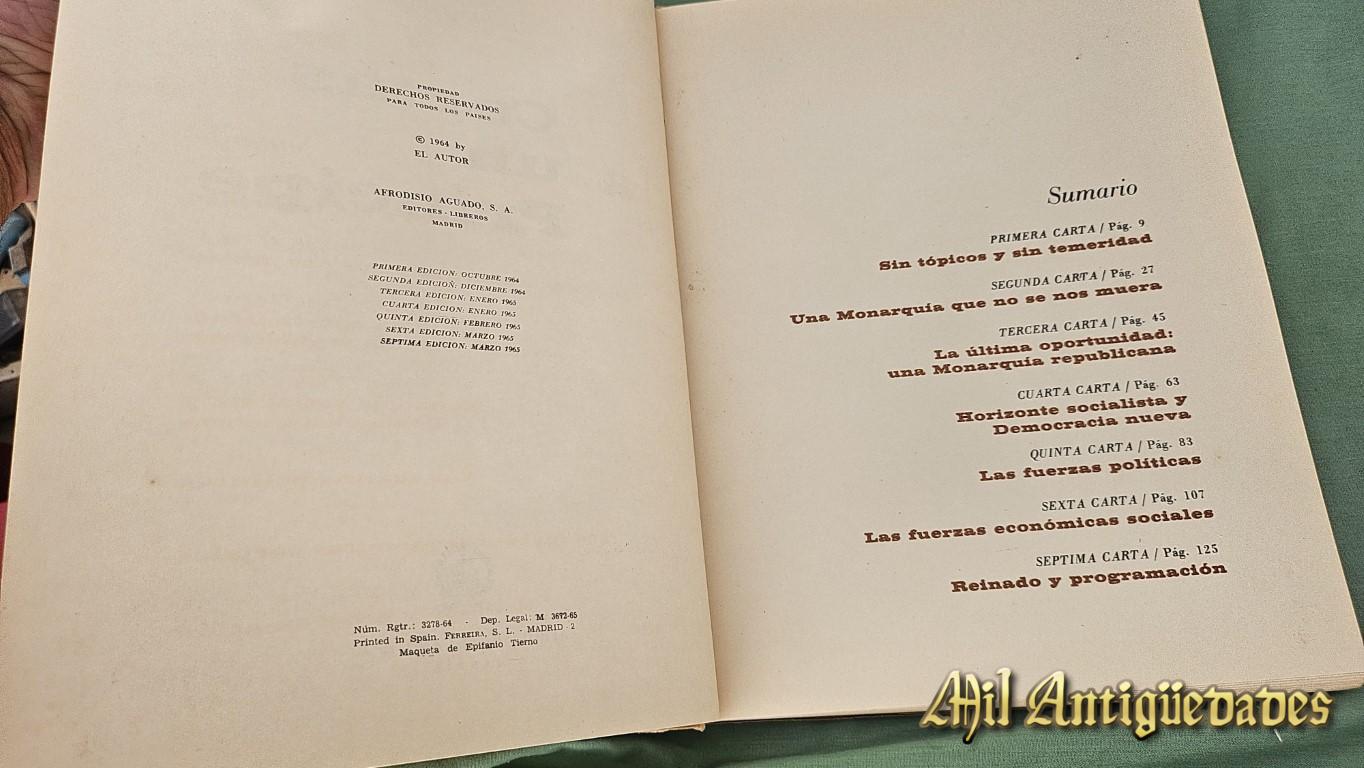 PROPIEDAD
DERECHOS RESERVADOS
PARA TODOS LOS PAISES
© 1964 by
EL AUTOR
AFRODISIO AGUADO, S. A.
EDITORES - LIBREROS
MADRID
PRIMERA EDICION: OCTUBRE 1964
SEGUNDA EDICION: DICIEMBRE 1964
TERCERA EDICION: ENERO 1965
CUARTA EDICION: ENERO 1965
QUINTA EDICION: FEBRERO 1965
SEXTA EDICION: MARZO 1965
SEPTIMA EDICION: MARZO 1965
Núm. Rgtr.: 3278-64 - Dep. Legal: M 3672-65
Printed in Spain. FERREIRA, S. L. - MADRID - 2
Maqueta de Epifanio Tierno
Sumario
PRIMERA CARTA / Pág. 9
Sin tópicos y sin temeridad
SEGUNDA CARTA / Pág. 27
Una Monarquía que no se nos muera
TERCERA CARTA / Pág. 45
La última oportunidad:
una Monarquía republicana
CUARTA CARTA / Pág. 63
Horizonte socialista y
Democracia nueva
QUINTA CARTA / Pág. 83
Las fuerzas políticas
SEXTA CARTA / Pág. 107
Las fuerzas económicas sociales
SEPTIMA CARTA / Pág. 125
Reinado y programación
Mil Antigüedades